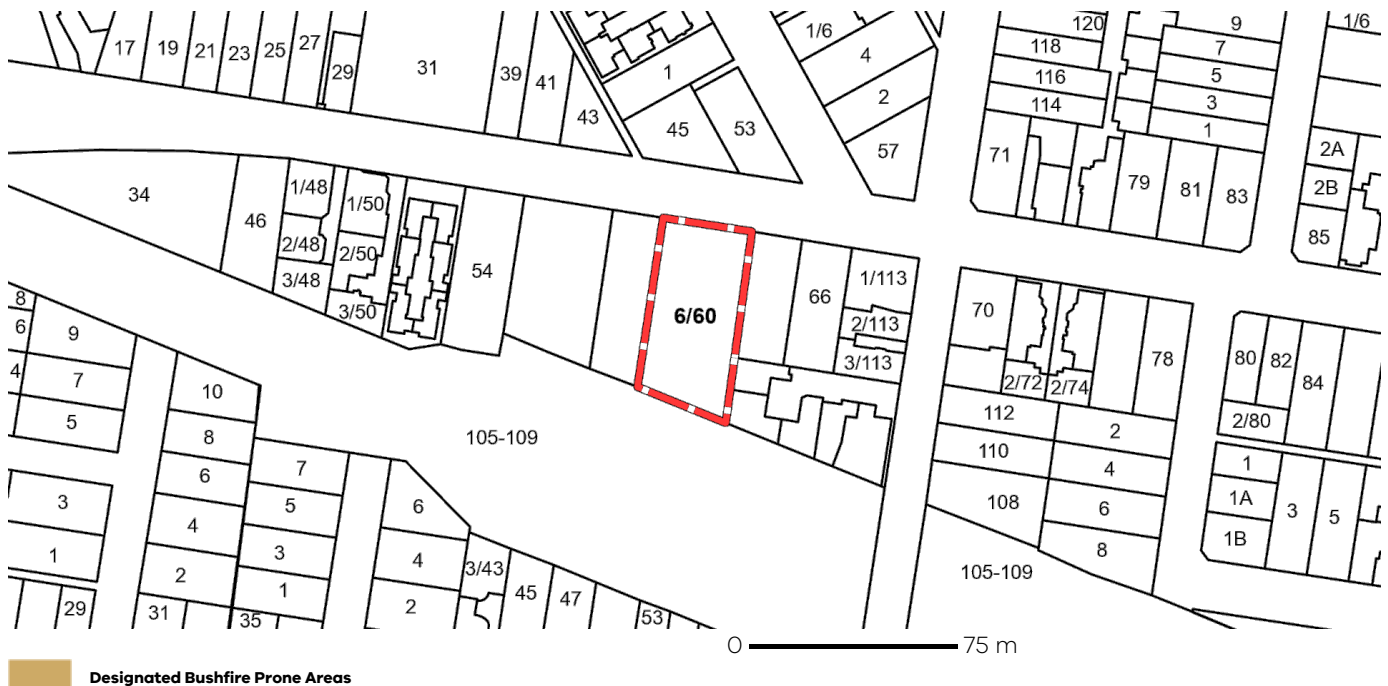 120 9 1/6
17 19 21 23 25 27 29 31 39 41 43
1/6 4 2 57
1 45 53
118 116 114
7 5 3 1
71 79 81 83
2A
2B
85
34 46
1/48 1/50
2/48 2/50
3/48 3/50
54
6/60
66
1/113
2/113
3/113
70 78
2/72 2/74
80 82 84
2/80
8
6 9
4 7
5
10
8
6
4
2
31
7
5
3
1
35
105-109
6
4
2
3/43
45 47 53
3
1
29
112 2
110 4
108 6
8
105-109
1
1A
1B
3 5
0 75 m
Designated Bushfire Prone Areas